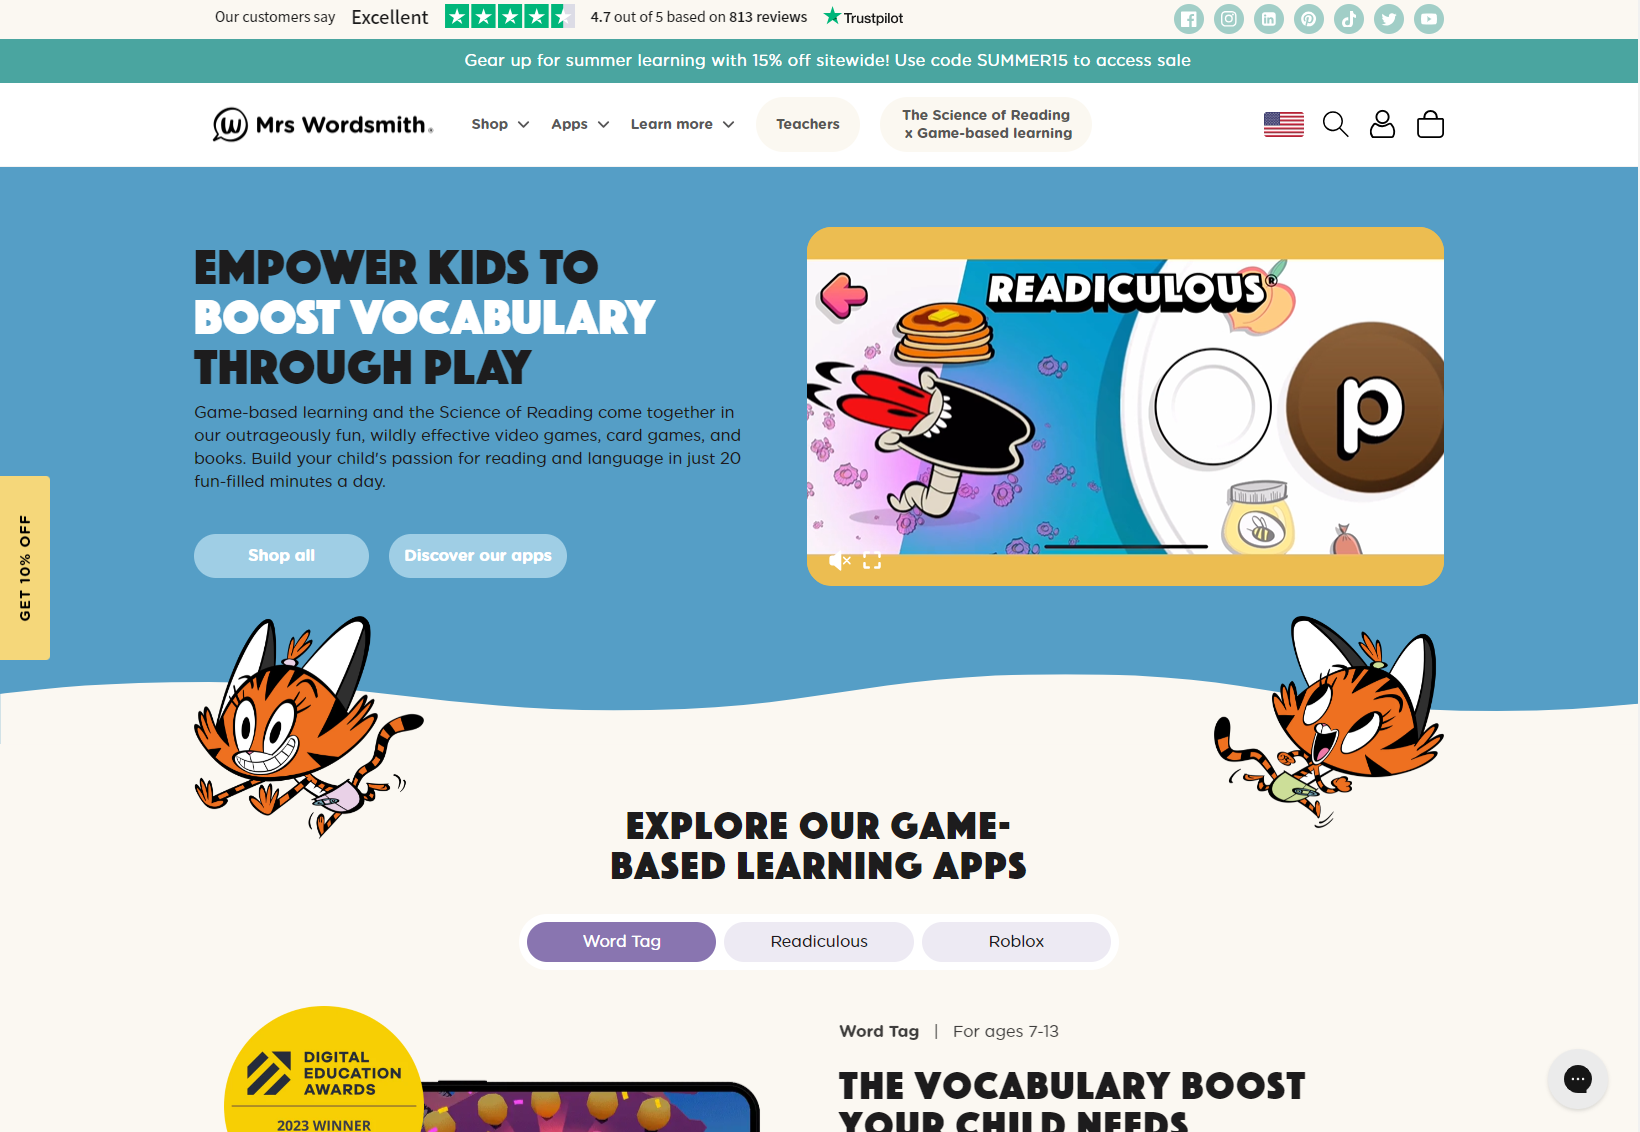 Our customers say Excellent 4.7 out of 5 based on 813 reviews Trustpilot
Gear up for summer learning with 15% off sitewide! Use code SUMMER15 to access sale
Mrs Wordsmith
Shop
Apps
Learn more
Teachers
The Science of Reading
x Game-based learning
EMPOWER KIDS TO
BOOST VOCABULARY
THROUGH PLAY
Game-based learning and the Science of Reading come together in
our outrageously fun, wildly effective video games, card games, and
books. Build your child's passion for reading and language in just 20
fun-filled minutes a day.
Shop all
Discover our apps
READICULOUS®
p
GET 10% OFF
EXPLORE OUR GAME-
BASED LEARNING APPS
Word Tag
Readiculous
Roblox
DIGITAL
EDUCATION
AWARDS
2023 WINNER
Word Tag | For ages 7-13
THE VOCABULARY BOOST
YOUR CHILD NEEDS